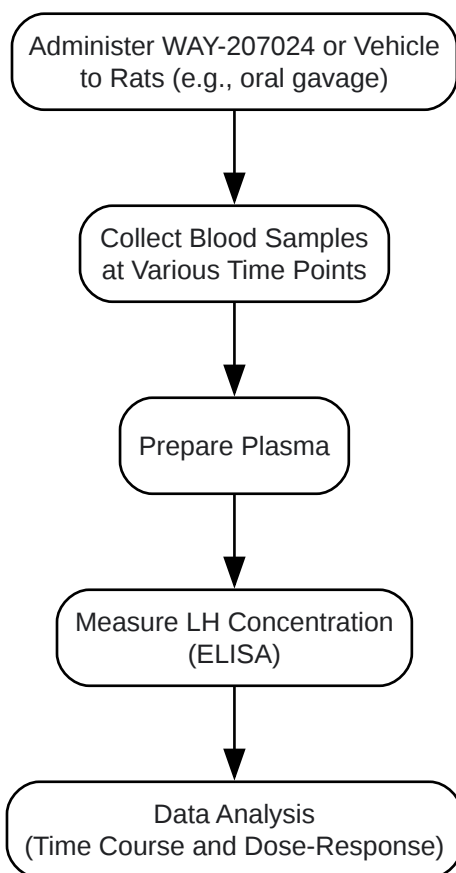 Administer WAY-207024 or Vehicle
to Rats (e.g., oral gavage)
Collect Blood Samples
at Various Time Points
Prepare Plasma
Measure LH Concentration
(ELISA)
Data Analysis
(Time Course and Dose-Response)